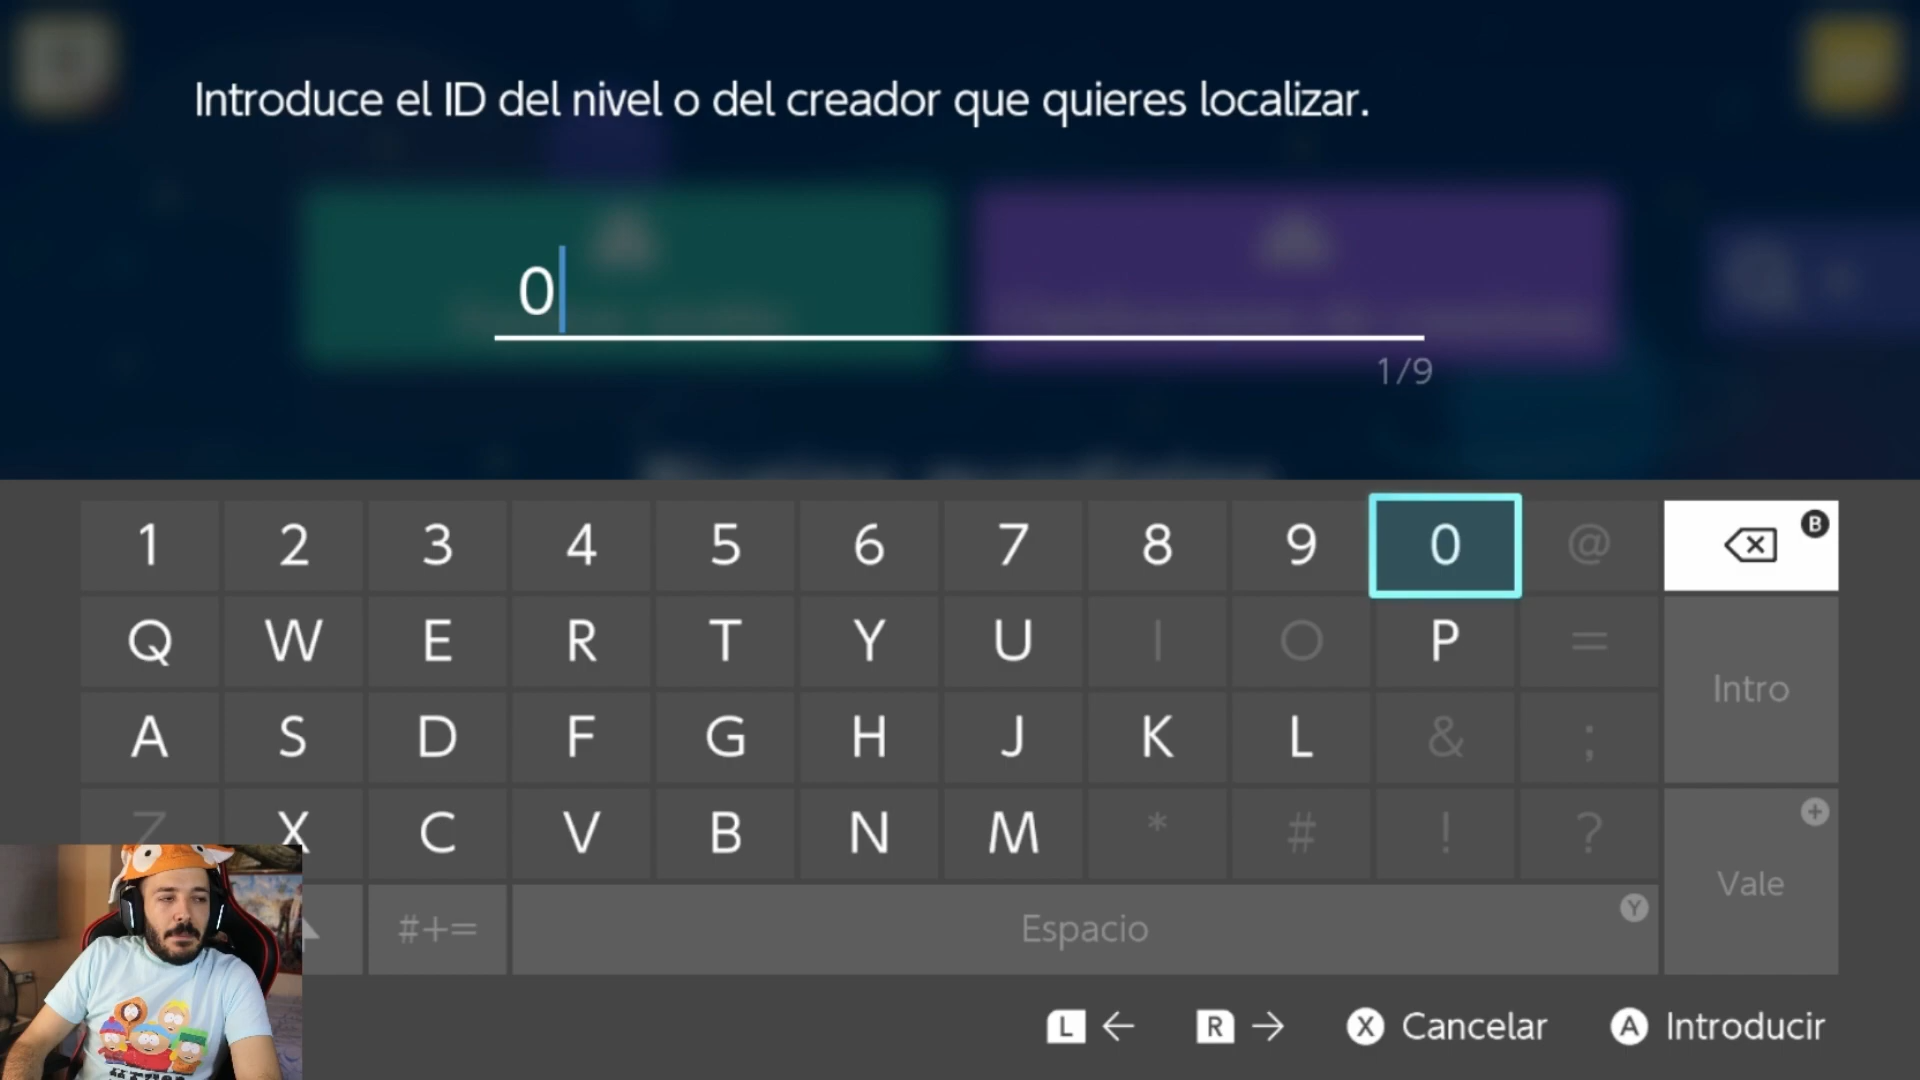 Introduce el ID del nivel o del creador que quieres localizar.
0
1/9
1 2 3 4 5 6 7 8 9 0 @ B
Q W E R T Y U I O P =
Intro
A S D F G H J K L & ;
Z X C V B N M * # ! ? +
Vale
#+= Espacio Y
L ← R → X Cancelar A Introducir